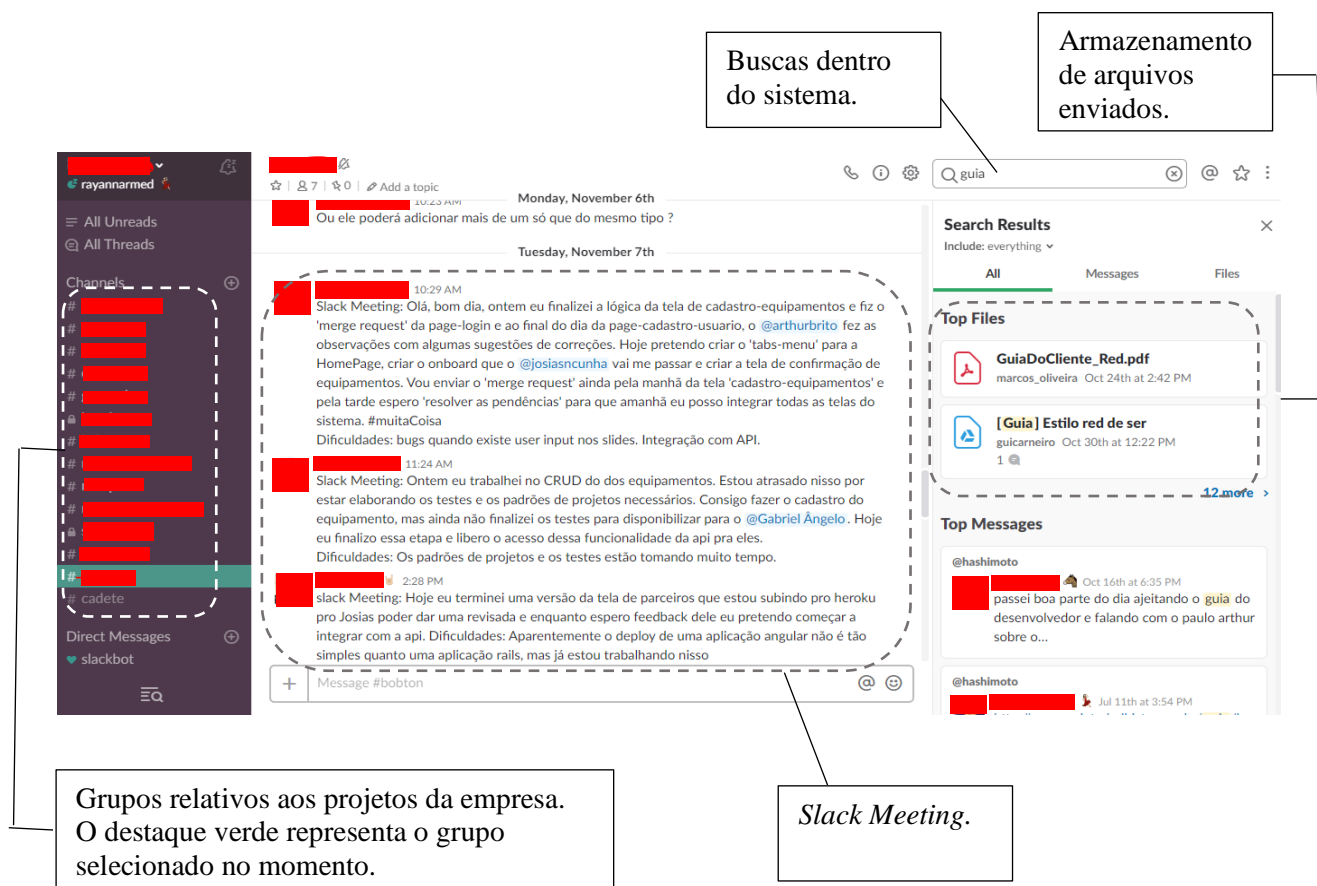 Buscas dentro
do sistema.
Armazenamento
de arquivos
enviados.
rayannarmed
All Unreads
All Threads
Channels
#
#
#
#
#
#
#
#
#
#
#
# cadete
Direct Messages
slackbot
7 | 0 | Add a topic
10:23 AM
Monday, November 6th
Ou ele poderá adicionar mais de um só que do mesmo tipo ?
Tuesday, November 7th
10:29 AM
Slack Meeting: Olá, bom dia, ontem eu finalizei a lógica da tela de cadastro-equipamentos e fiz o
'merge request' da page-login e ao final do dia da page-cadastro-usuario, o @arthurbrito fez as
observações com algumas sugestões de correções. Hoje pretendo criar o 'tabs-menu' para a
HomePage, criar o onboard que o @josiasncunha vai me passar e criar a tela de confirmação de
equipamentos. Vou enviar o 'merge request' ainda pela manhã da tela 'cadastro-equipamentos' e
pela tarde espero 'resolver as pendências' para que amanhã eu posso integrar todas as telas do
sistema. #muitaCoisa
Dificuldades: bugs quando existe user input nos slides. Integração com API.
11:24 AM
Slack Meeting: Ontem eu trabalhei no CRUD do dos equipamentos. Estou atrasado nisso por
estar elaborando os testes e os padrões de projetos necessários. Consigo fazer o cadastro do
equipamento, mas ainda não finalizei os testes para disponibilizar para o @Gabriel Ângelo. Hoje
eu finalizo essa etapa e libero o acesso dessa funcionalidade da api pra eles.
Dificuldades: Os padrões de projetos e os testes estão tomando muito tempo.
2:28 PM
slack Meeting: Hoje eu terminei uma versão da tela de parceiros que estou subindo pro heroku
pro Josias poder dar uma revisada e enquanto espero feedback dele eu pretendo começar a
integrar com a api. Dificuldades: Aparentemente o deploy de uma aplicação angular não é tão
simples quanto uma aplicação rails, mas já estou trabalhando nisso
Message #bobton
guia
Search Results
Include: everything
All Messages Files
Top Files
GuiaDoCliente_Red.pdf
marcos_oliveira Oct 24th at 2:42 PM
[Guia] Estilo red de ser
guicarneiro Oct 30th at 12:22 PM
1
12 more
Top Messages
@hashimoto
Oct 16th at 6:35 PM
passei boa parte do dia ajeitando o guia do
desenvolvedor e falando com o paulo arthur
sobre o...
@hashimoto
Jul 11th at 3:54 PM
Grupos relativos aos projetos da empresa.
O destaque verde representa o grupo
selecionado no momento.
Slack Meeting.